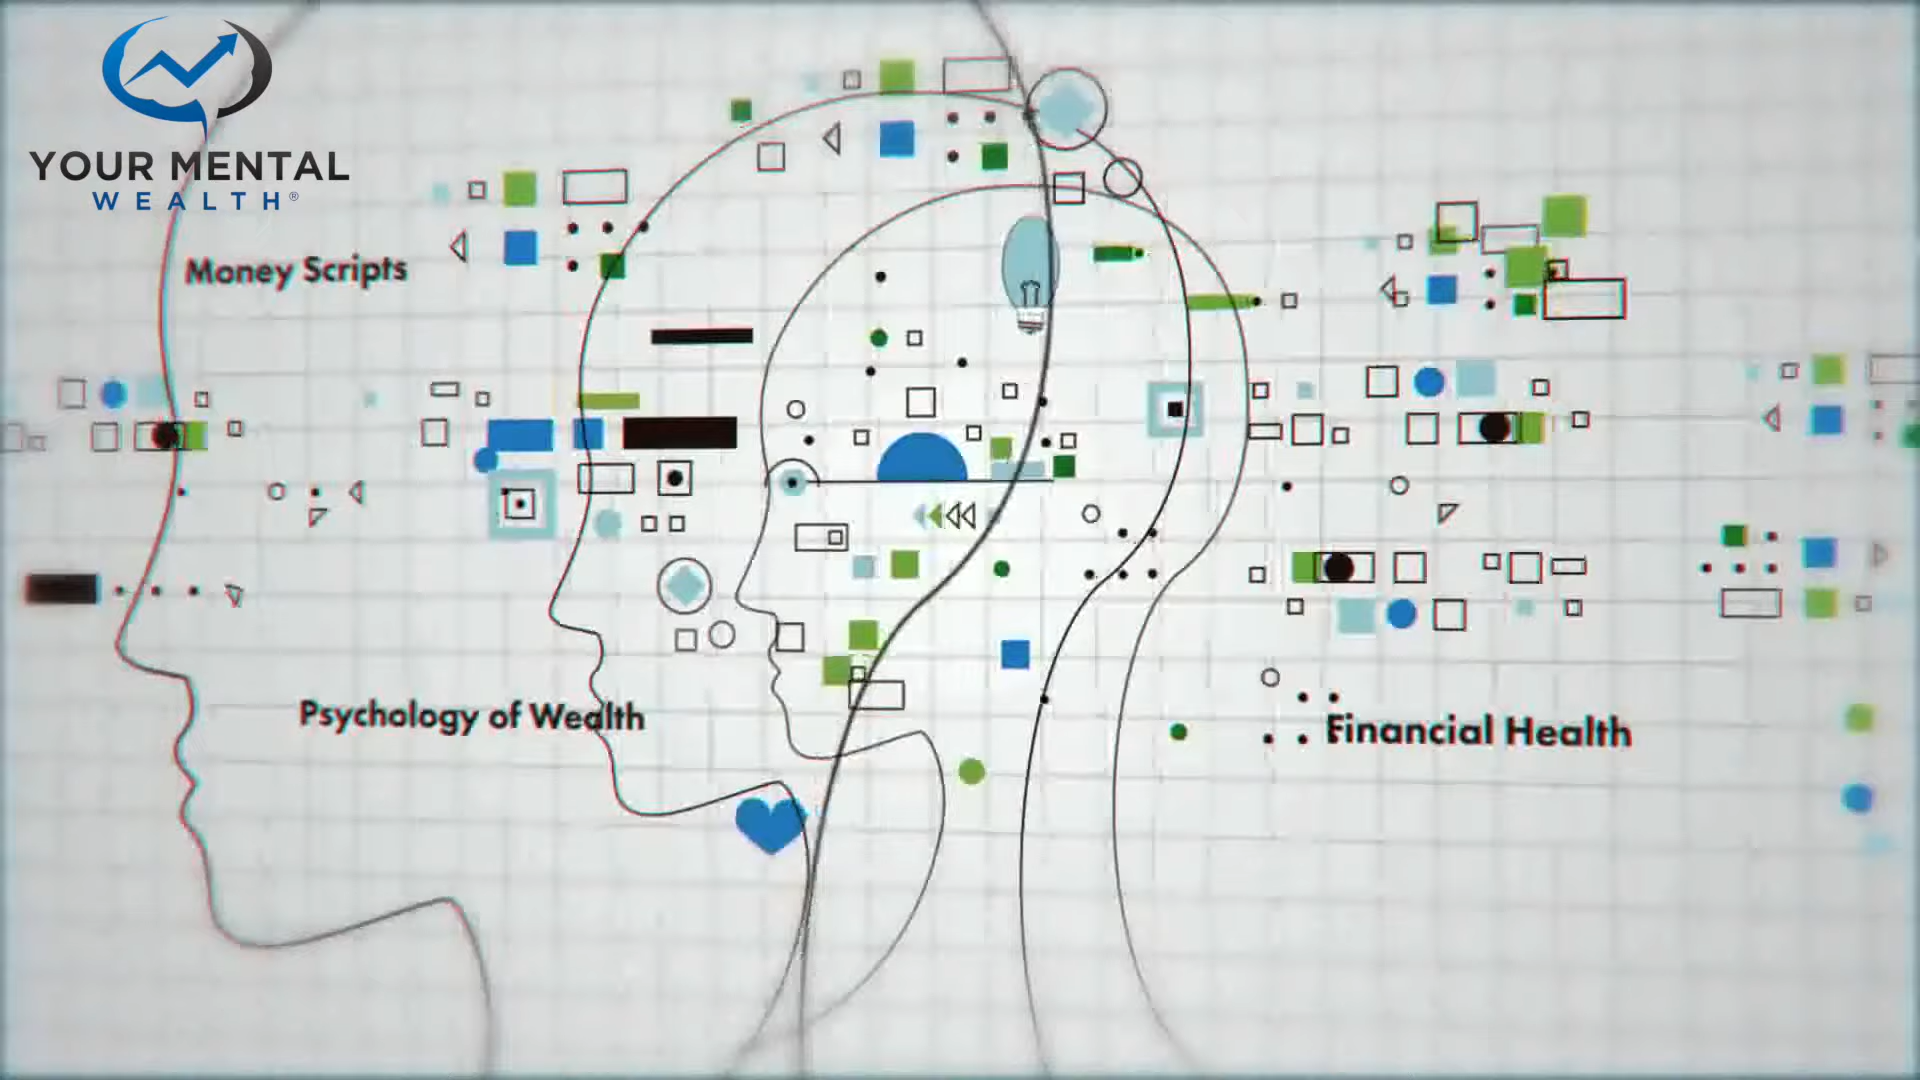 YOUR MENTAL
WEALTH®
Money Scripts
Psychology of Wealth
Financial Health